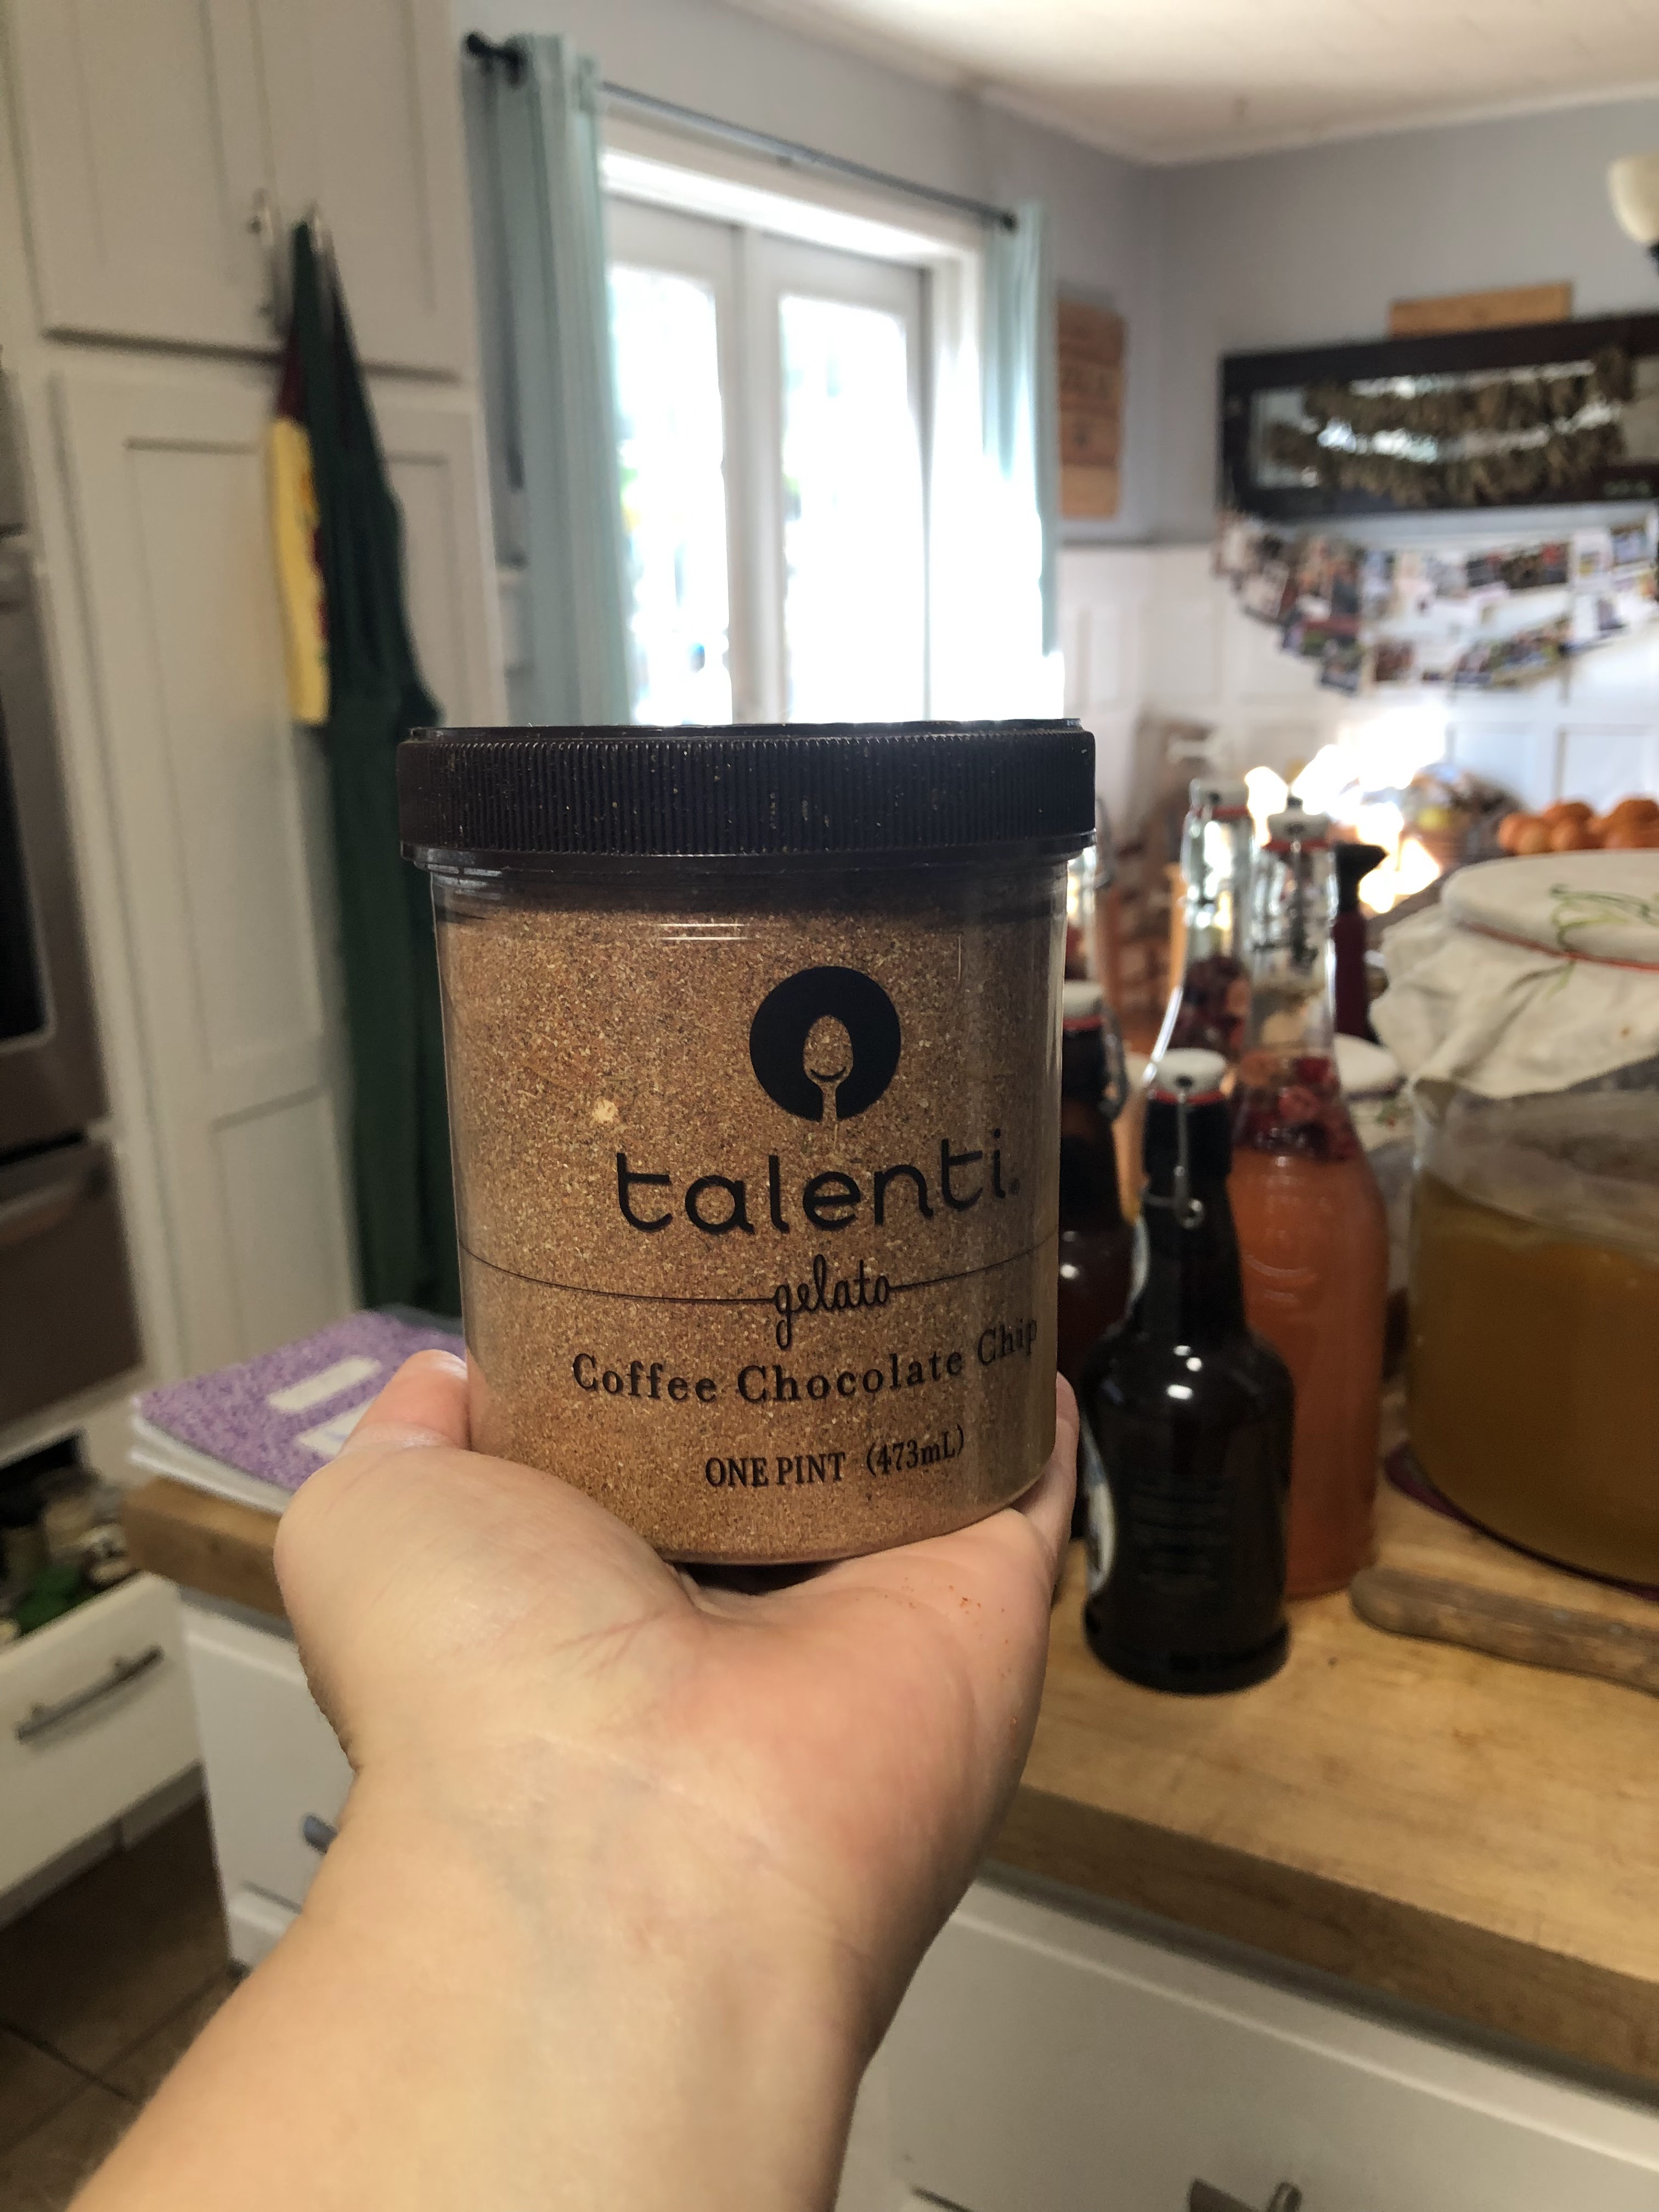 talenti®
gelato
Coffee Chocolate Chip
ONE PINT (473mL)